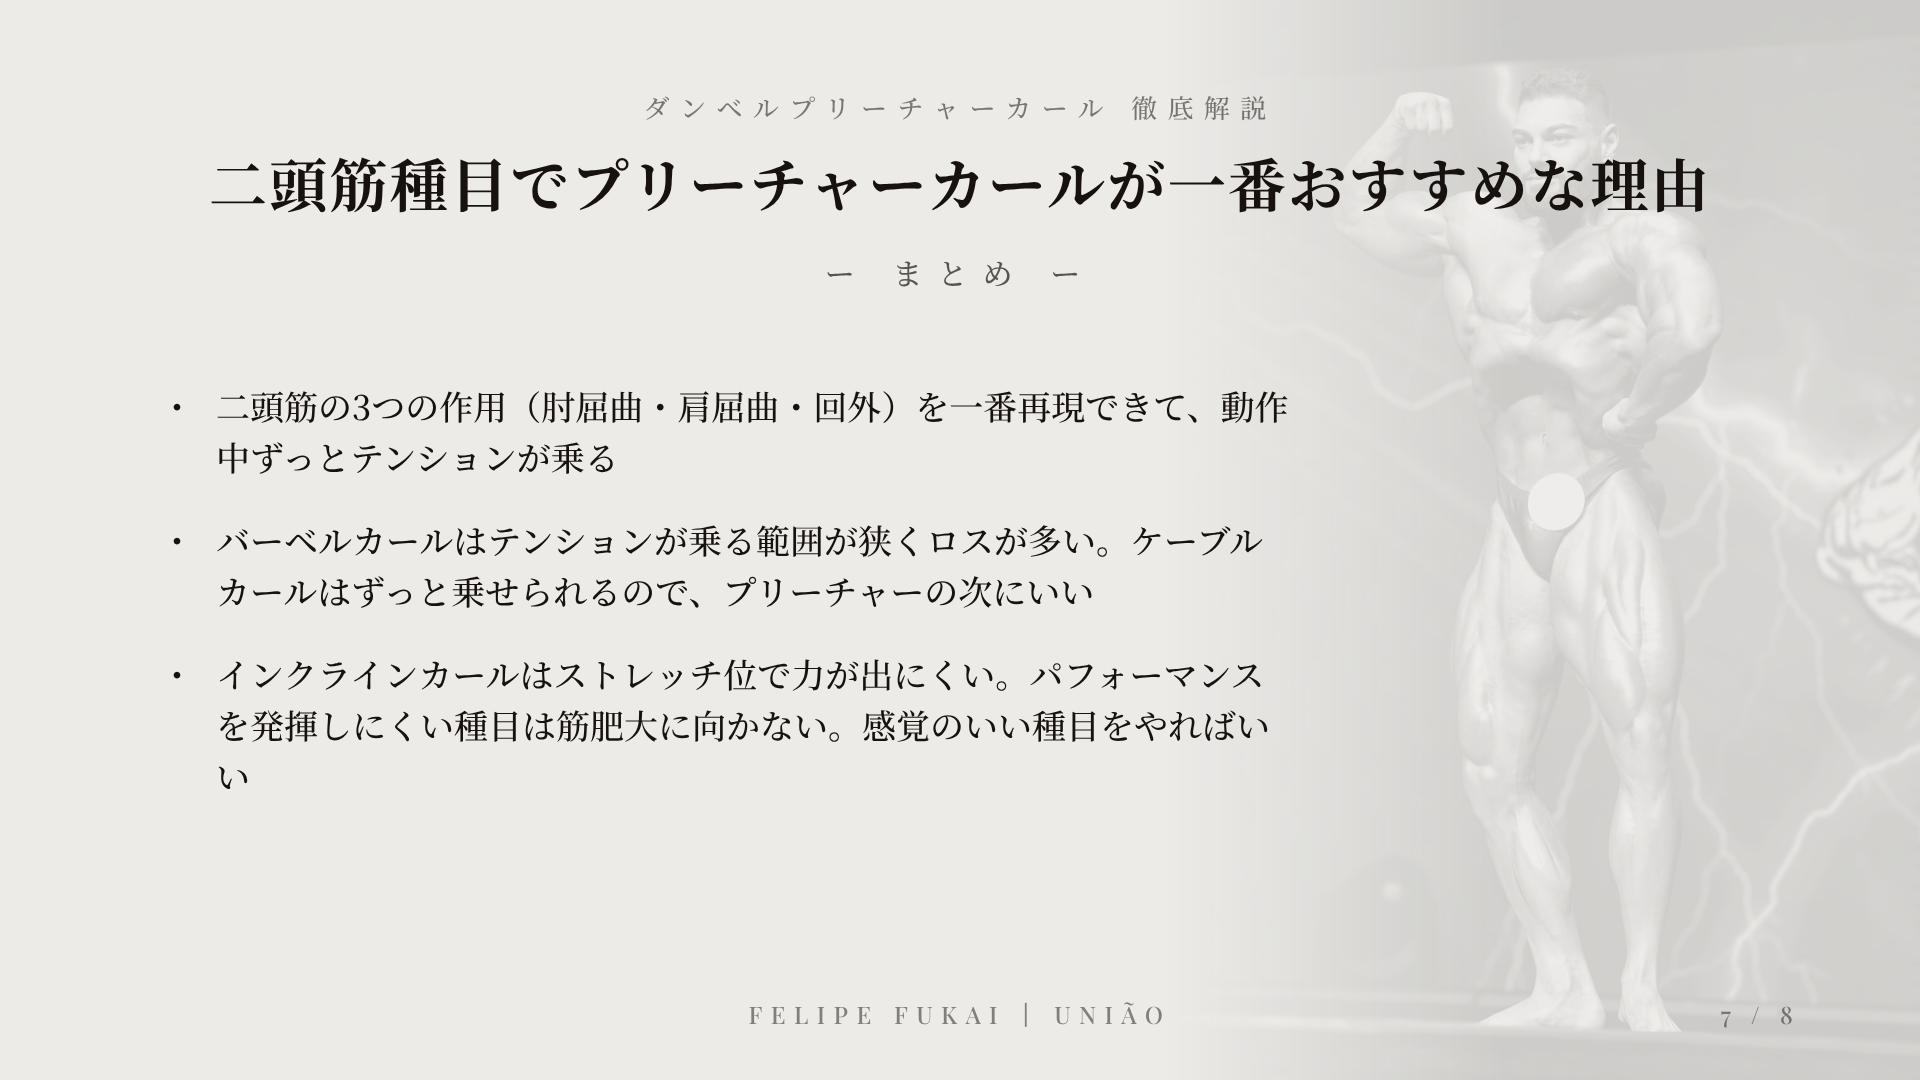 ダンベルプリーチャーカール 徹底解説
二頭筋種目でプリーチャーカールが一番おすすめな理由
ー まとめ ー
・ 二頭筋の3つの作用（肘屈曲・肩屈曲・回外）を一番再現できて、動作
中ずっとテンションが乗る
・ バーベルカールはテンションが乗る範囲が狭くロスが多い。ケーブル
カールはずっと乗せられるので、プリーチャーの次にいい
・ インクラインカールはストレッチ位で力が出にくい。パフォーマンス
を発揮しにくい種目は筋肥大に向かない。感覚のいい種目をやればい
い
FELIPE FUKAI | UNIÃO
7 / 8